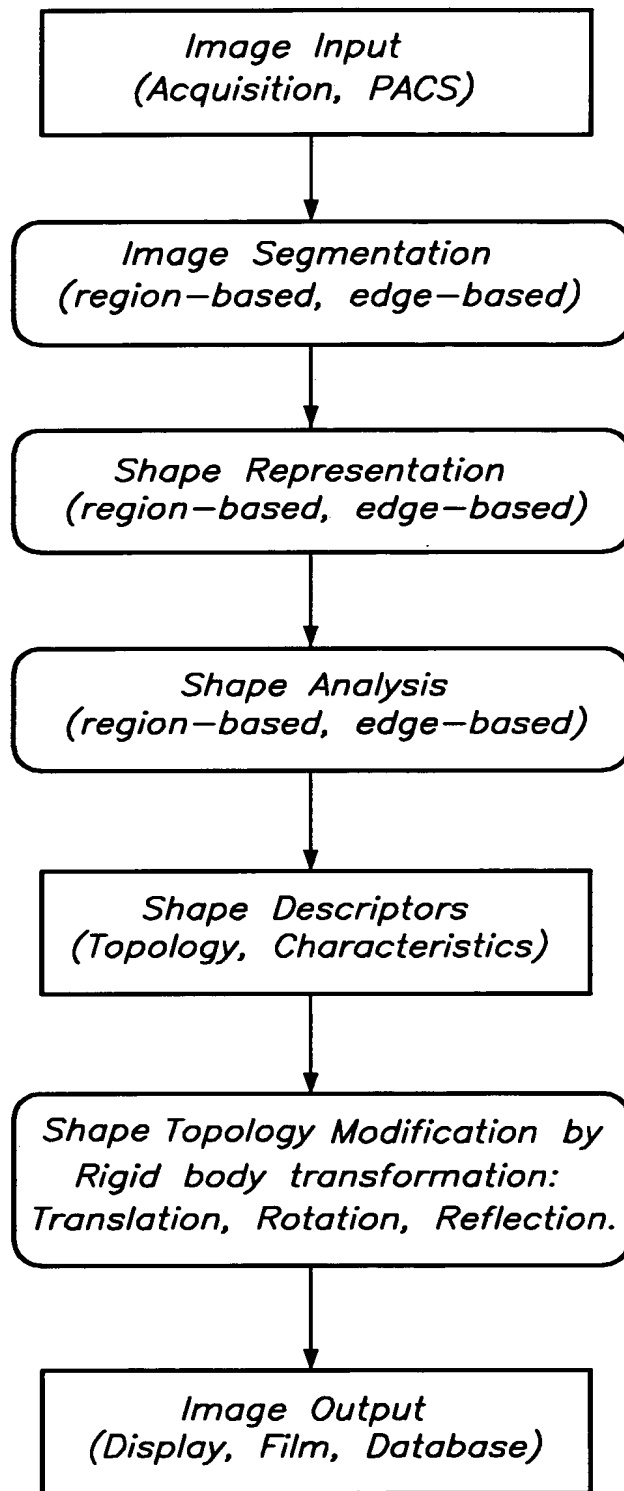 Image Input
(Acquisition, PACS)
Image Segmentation
(region-based, edge-based)
Shape Representation
(region-based, edge-based)
Shape Analysis
(region-based, edge-based)
Shape Descriptors
(Topology, Characteristics)
Shape Topology Modification by
Rigid body transformation:
Translation, Rotation, Reflection.
Image Output
(Display, Film, Database)